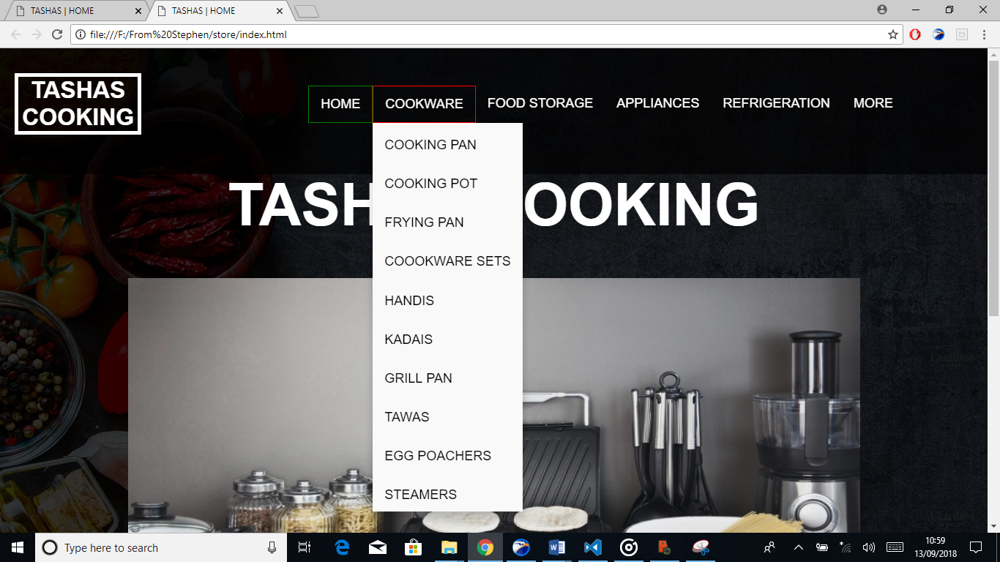 TASHAS | HOME
TASHAS | HOME
file:///F:/From%20Stephen/store/index.html
TASHAS
COOKING
HOME
COOKWARE
FOOD STORAGE
APPLIANCES
REFRIGERATION
MORE
COOKING PAN
COOKING POT
FRYING PAN
COOOKWARE SETS
HANDIS
KADAIS
GRILL PAN
TAWAS
EGG POACHERS
STEAMERS
TASH OOKING
Type here to search
10:59
13/09/2018